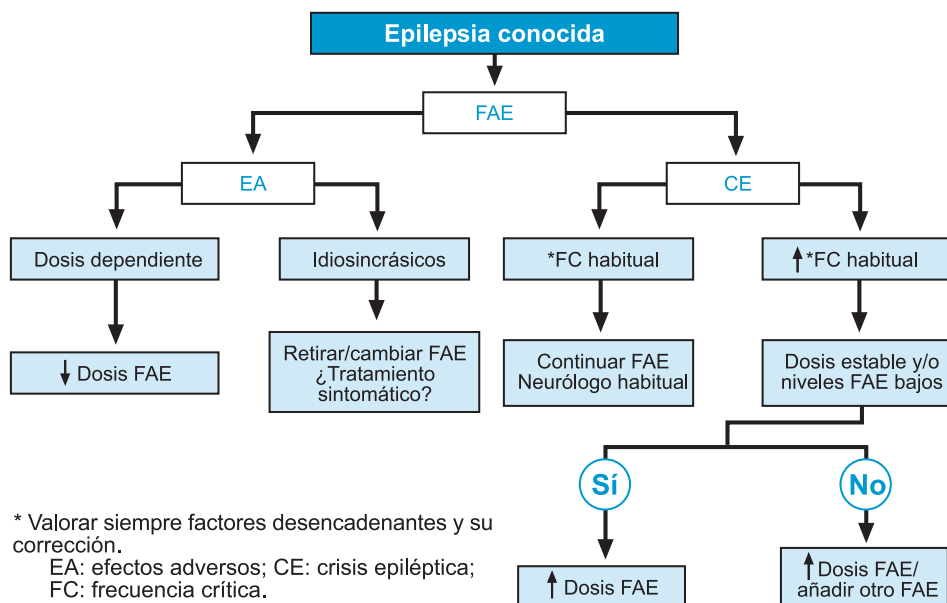 Epilepsia conocida
FAE
EA
CE
Dosis dependiente
Idiosincrásicos
*FC habitual
↑ *FC habitual
↓ Dosis FAE
Retirar/cambiar FAE
¿Tratamiento
sintomático?
Continuar FAE
Neurólogo habitual
Dosis estable y/o
niveles FAE bajos
Sí
No
↑ Dosis FAE
↑ Dosis FAE/
añadir otro FAE
* Valorar siempre factores desencadenantes y su
corrección.
EA: efectos adversos; CE: crisis epiléptica;
FC: frecuencia crítica.